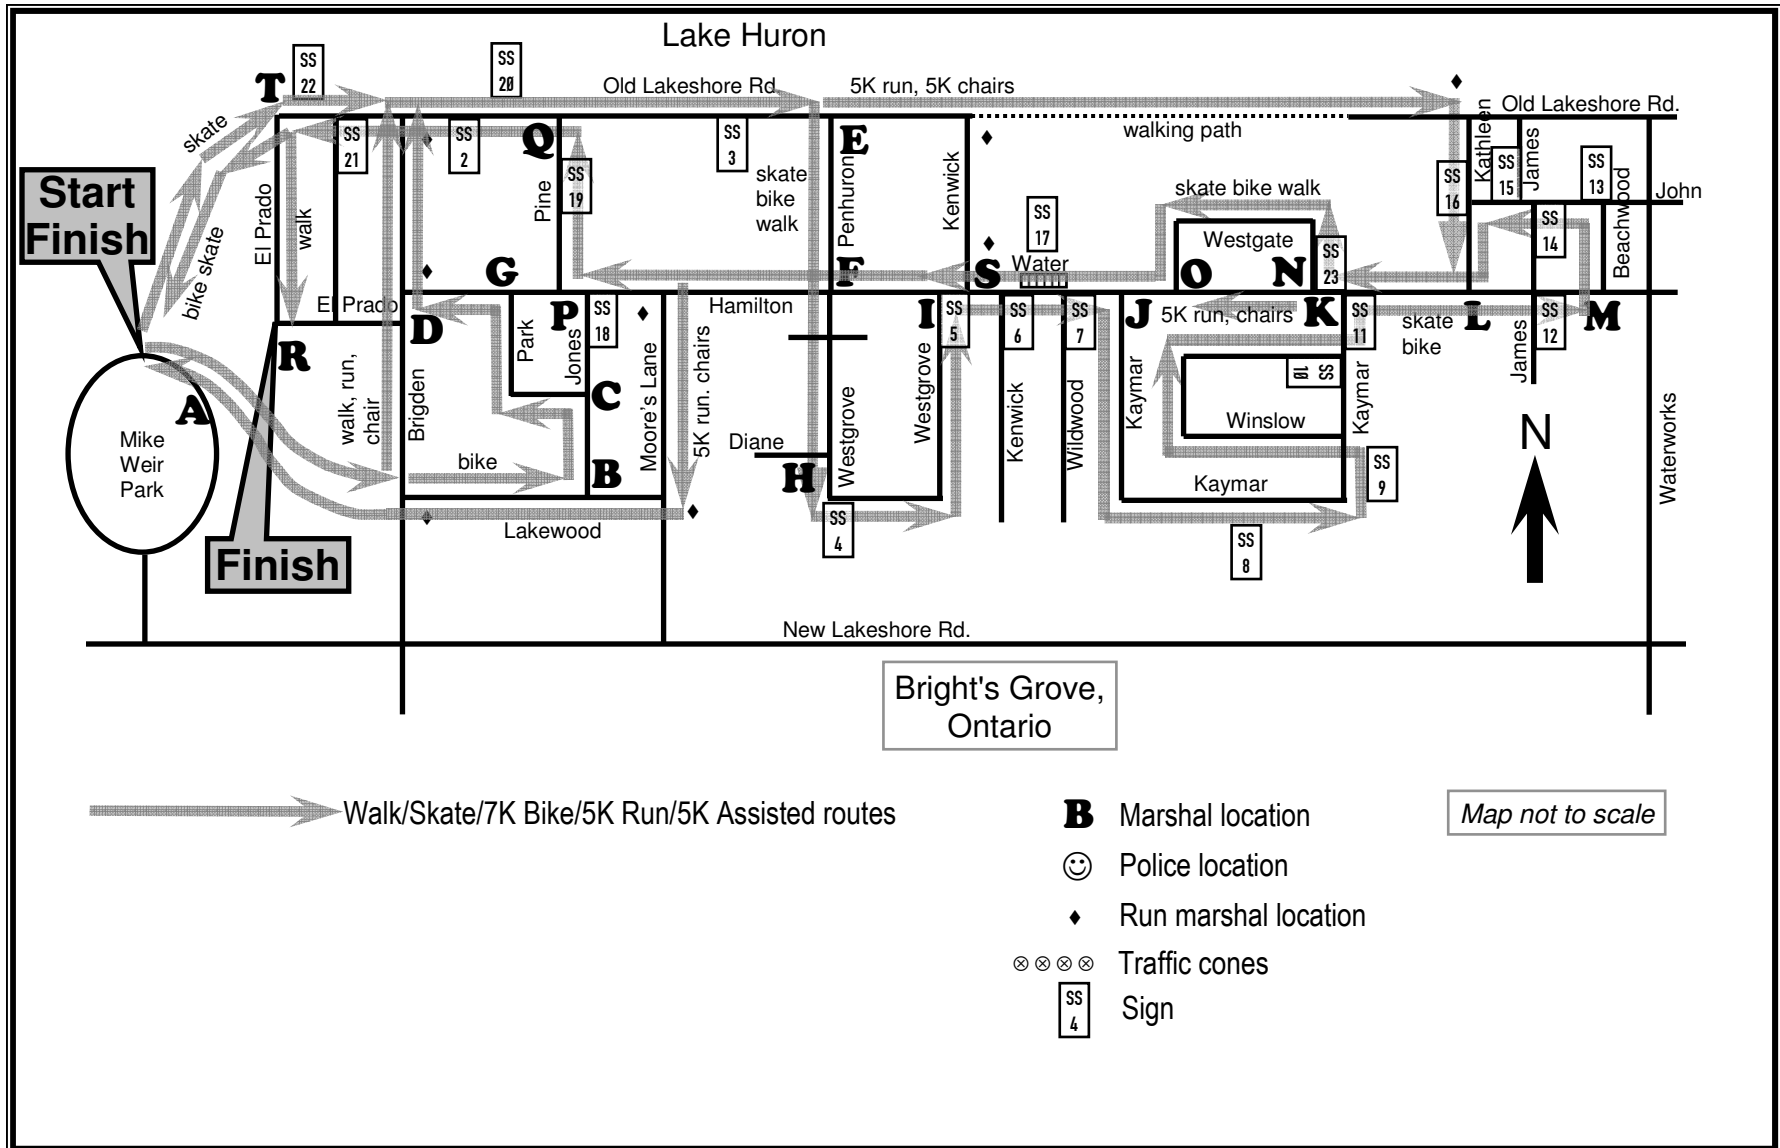 Lake Huron
SS
22
SS
20
T
Old Lakeshore Rd
5K run, 5K chairs
Old Lakeshore Rd.
skate
SS
21
SS
2
Q
SS
3
E
walking path
Kathleen
James
SS
15
SS
13
Start
Finish
El Prado
walk
Pine
SS
19
skate
bike
walk
Penhuron
Kenwick
SS
17
skate bike walk
SS
16
John
bike skate
Westgate
SS
23
SS
14
Beachwood
G
F
S
Water
O
N
El Prado
D
Park
P
Jones
SS
18
Hamilton
I
SS
5
SS
6
SS
7
J
5K run, chairs
K
SS
11
skate
bike
L
SS
12
M
R
A
walk, run,
chair
Brigden
C
Moore's Lane
5K run. chairs
Westgrove
Kaymar
SS
10
Kaymar
James
Mike
Weir
Park
bike
B
Diane
H
Westgrove
Kenwick
Wildwood
Winslow
SS
9
N
Waterworks
Kaymar
Lakewood
SS
4
SS
8
Finish
New Lakeshore Rd.
Bright's Grove,
Ontario
Walk/Skate/7K Bike/5K Run/5K Assisted routes
B Marshal location
Map not to scale
Police location
Run marshal location
Traffic cones
SS
4
Sign